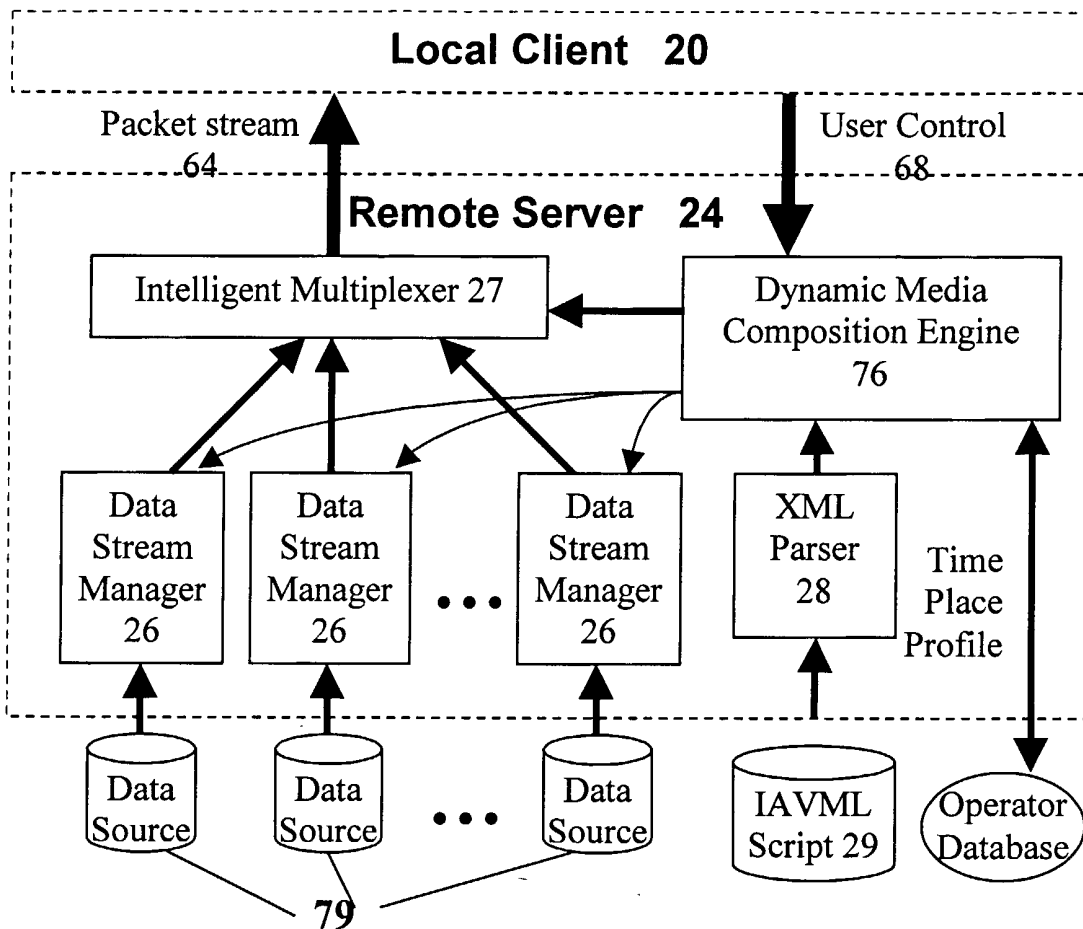 Local Client 20
Packet stream
64
User Control
68
Remote Server 24
Intelligent Multiplexer 27
Dynamic Media
Composition Engine
76
Data
Stream
Manager
26
Data
Stream
Manager
26
...
Data
Stream
Manager
26
XML
Parser
28
Time
Place
Profile
Data
Source
Data
Source
...
Data
Source
IAVML
Script 29
Operator
Database
79